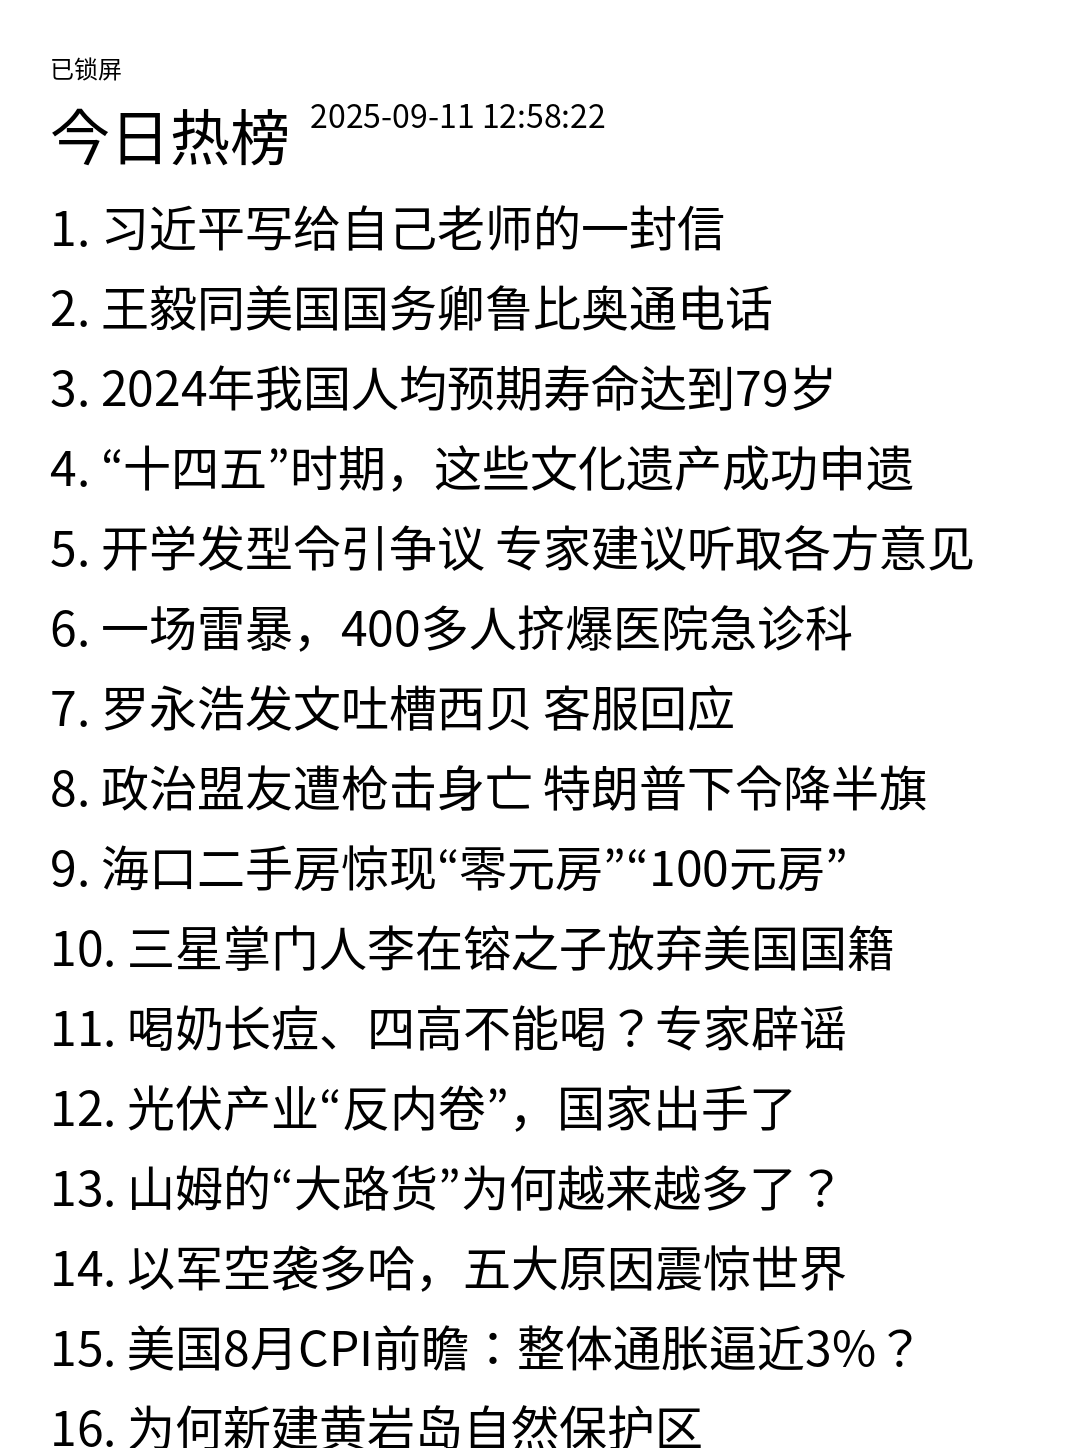 已锁屏
今日热榜 2025-09-11 12:58:22
1. 习近平写给自己老师的一封信
2. 王毅同美国国务卿鲁比奥通电话
3. 2024年我国人均预期寿命达到79岁
4. “十四五”时期，这些文化遗产成功申遗
5. 开学发型令引争议 专家建议听取各方意见
6. 一场雷暴，400多人挤爆医院急诊科
7. 罗永浩发文吐槽西贝 客服回应
8. 政治盟友遭枪击身亡 特朗普下令降半旗
9. 海口二手房惊现“零元房”“100元房”
10. 三星掌门人李在镕之子放弃美国国籍
11. 喝奶长痘、四高不能喝？专家辟谣
12. 光伏产业“反内卷”，国家出手了
13. 山姆的“大路货”为何越来越多了？
14. 以军空袭多哈，五大原因震惊世界
15. 美国8月CPI前瞻：整体通胀逼近3%？
16. 为何新建黄岩岛自然保护区